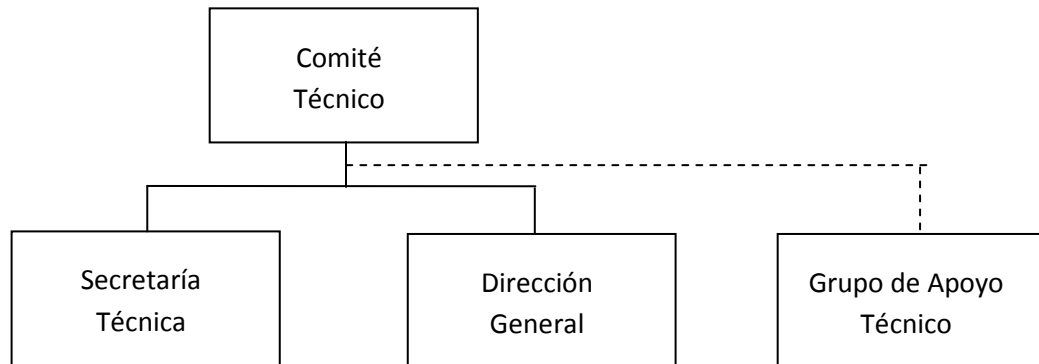 Comité
Técnico
Secretaría
Técnica
Dirección
General
Grupo de Apoyo
Técnico